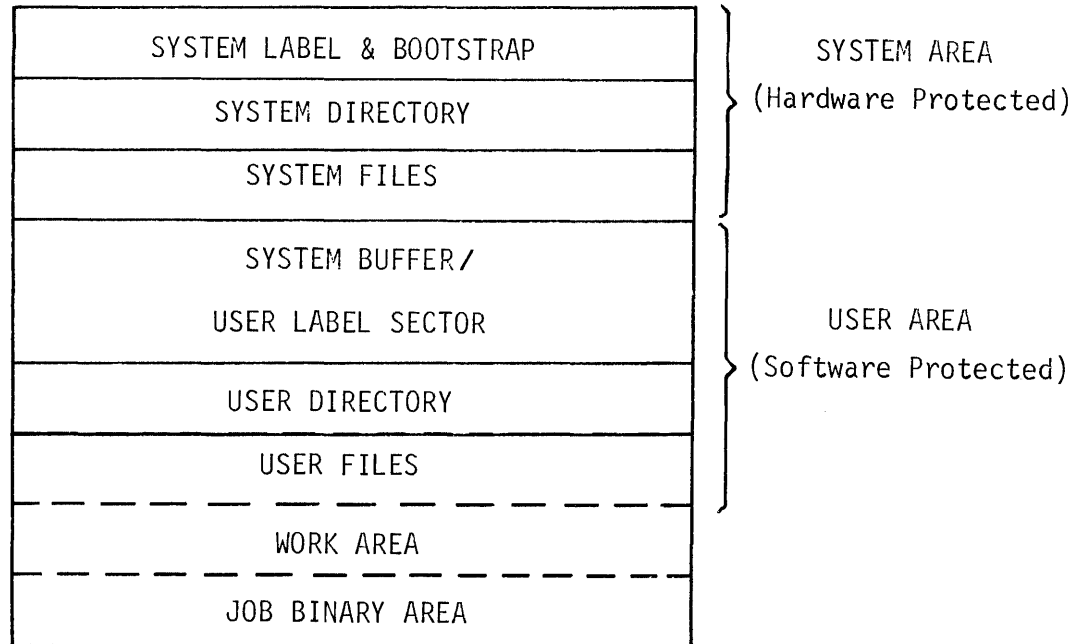 SYSTEM LABEL & BOOTSTRAP
SYSTEM DIRECTORY
SYSTEM FILES
SYSTEM AREA
(Hardware Protected)
SYSTEM BUFFER/
USER LABEL SECTOR
USER DIRECTORY
USER FILES
USER AREA
(Software Protected)
WORK AREA
JOB BINARY AREA